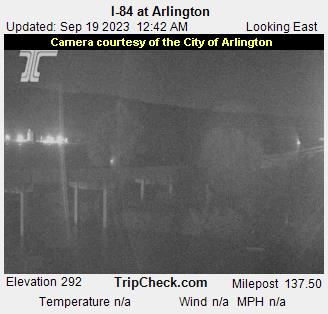 I-84 at Arlington
Updated: Sep 19 2023 12:42 AM Looking East
Camera courtesy of the City of Arlington
Elevation 292 TripCheck.com Milepost 137.50
Temperature n/a Wind n/a MPH n/a